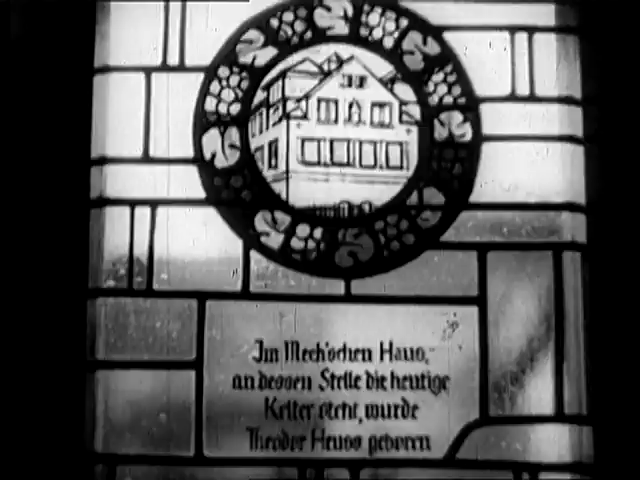 Im Mech'schen Haus,
an dessen Stelle die heutige
Kelter steht, wurde
Theodor Heuss geboren